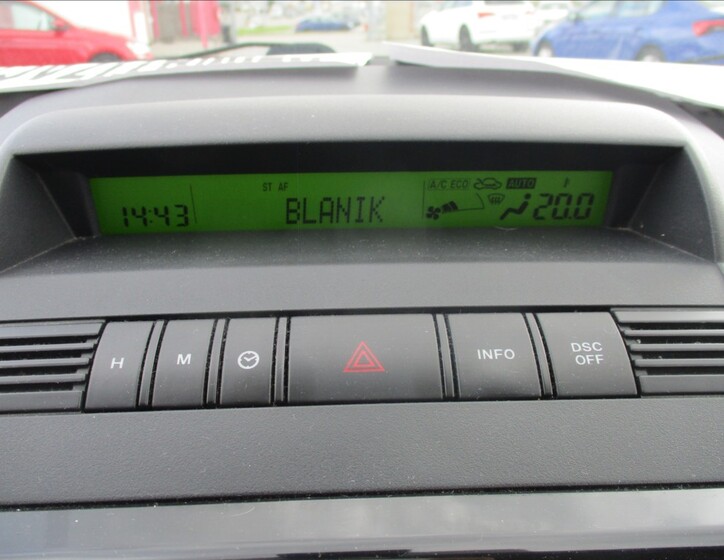 ST AF
A/C ECO AUTO
14:43 BLANIK 20.0
H M INFO DSC
OFF